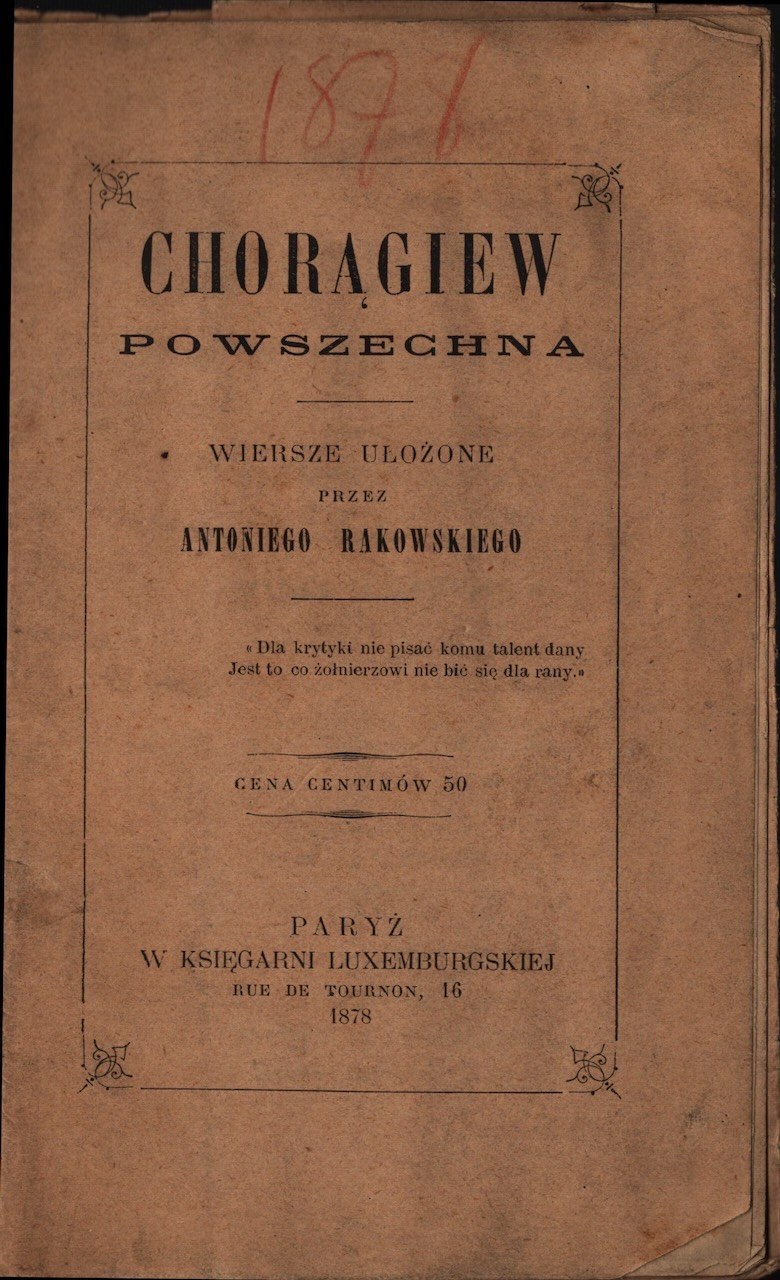 1878
CHORĄGIEW
POWSZECHNA
WIERSZE UŁOŻONE
PRZEZ
ANTONIEGO RAKOWSKIEGO
« Dla krytyki nie pisać komu talent dany
Jest to co żołnierzowi nie bić się dla rany.»
CENA CENTIMÓW 50
PARYŻ
W KSIĘGARNI LUXEMBURGSKIEJ
RUE DE TOURNON, 16
1878